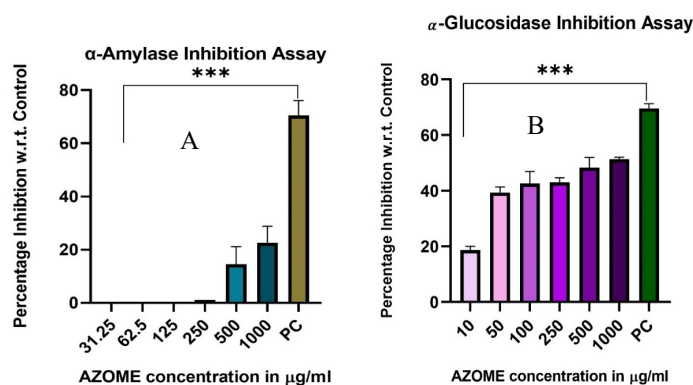 α-Amylase Inhibition Assay
***
A
Percentage Inhibtion w.r.t. Control
80
60
40
20
0
31.25
62.5
125
250
500
1000
PC
AZOME concentration in μg/ml
α-Glucosidase Inhibition Assay
***
B
Percentage Inhibition w.r.t. Control
80
60
40
20
0
10
50
100
250
500
1000
PC
AZOME concentration in μg/ml